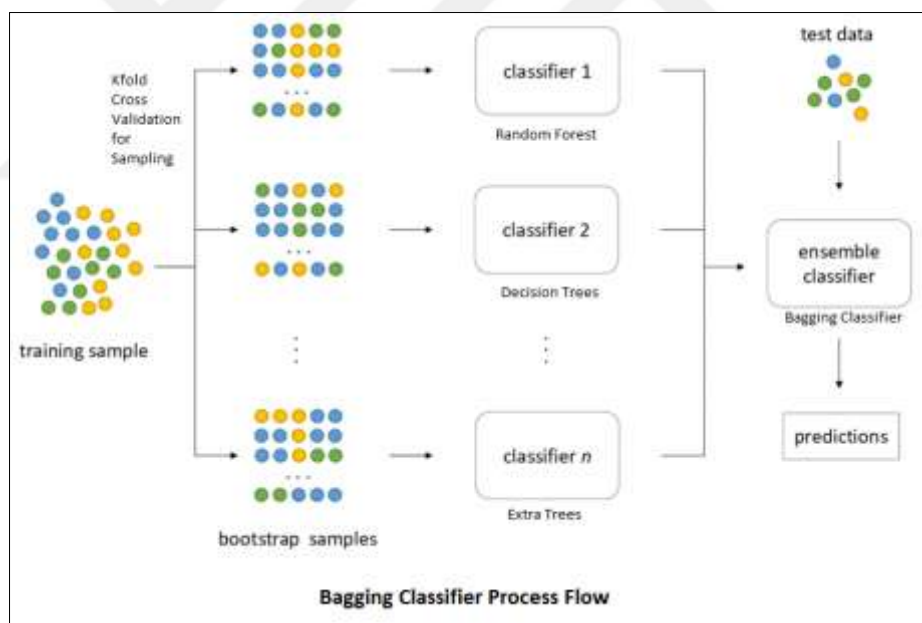 Kfold
Cross
Validation
for
Sampling
training sample
bootstrap samples
classifier 1
Random Forest
classifier 2
Decision Trees
classifier n
Extra Trees
test data
ensemble
classifier
Bagging Classifier
predictions
Bagging Classifier Process Flow